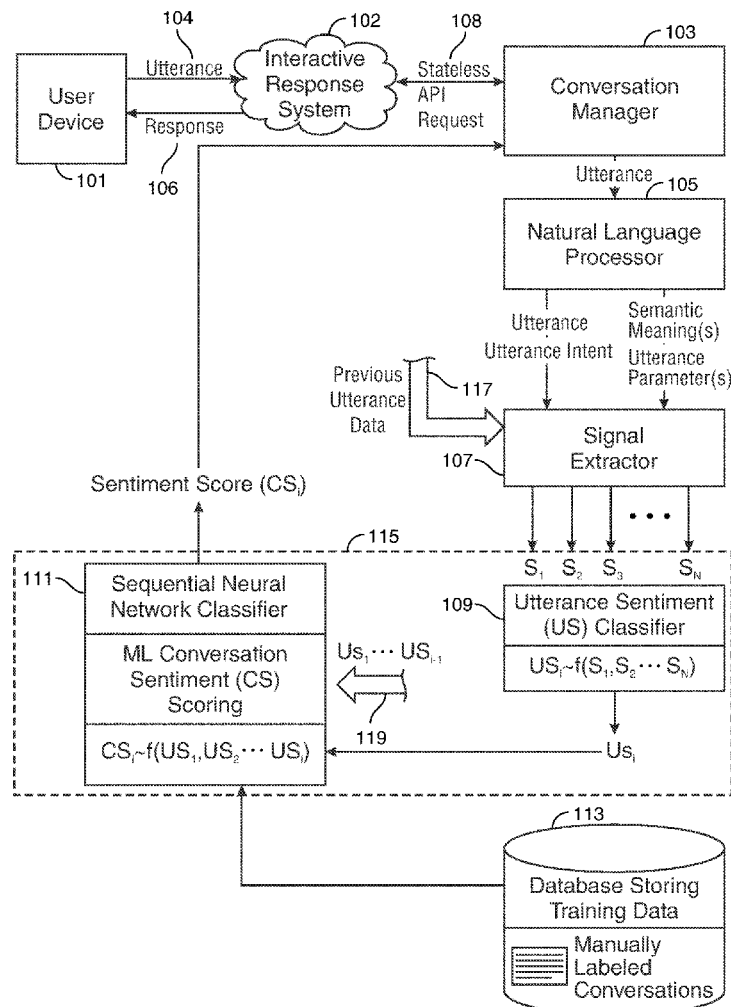 104
Utterance
User
Device
101
Response
106
102
Interactive
Response
System
108
Stateless
API
Request
103
Conversation
Manager
Utterance
105
Natural Language
Processor
Utterance
Utterance Intent
Semantic
Meaning(s)
Utterance
Parameter(s)
Previous
Utterance
Data
117
107
Signal
Extractor
• • •
S1 S2 S3 SN
Sentiment Score (CSi)
115
111
Sequential Neural
Network Classifier
ML Conversation
Sentiment (CS)
Scoring
CSi~f(US1,US2··· USi)
Us1··· USi-1
119
109
Utterance Sentiment
(US) Classifier
USi~f(S1,S2··· SN)
Usi
113
Database Storing
Training Data
Manually
Labeled
Conversations